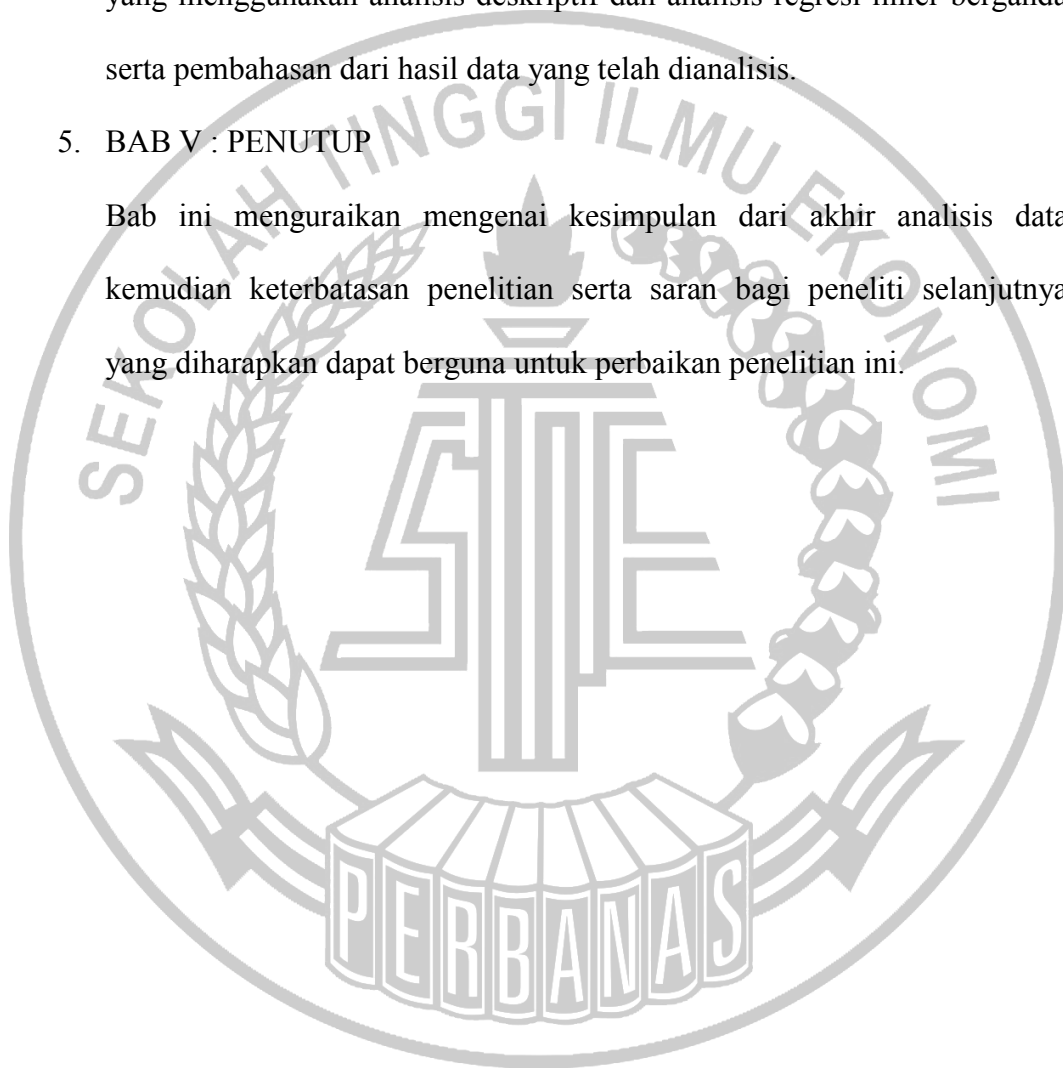 yang menggunakan analisis deskriptif dan analisis regresi linier berganda
serta pembahasan dari hasil data yang telah dianalisis.
5. BAB V : PENUTUP
Bab ini menguraikan mengenai kesimpulan dari akhir analisis data
kemudian keterbatasan penelitian serta saran bagi peneliti selanjutnya
yang diharapkan dapat berguna untuk perbaikan penelitian ini.
SEKOLAH TINGGI ILMU EKONOMI
STIE
PERBANAS